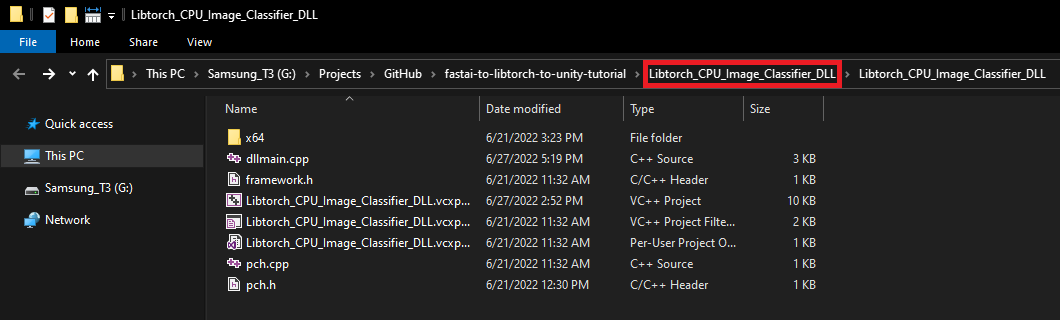 Libtorch_CPU_Image_Classifier_DLL
File Home Share View
This PC Samsung_T3 (G:) Projects GitHub fastai-to-libtorch-to-unity-tutorial Libtorch_CPU_Image_Classifier_DLL Libtorch_CPU_Image_Classifier_DLL
Quick access
This PC
Samsung_T3 (G:)
Network
Name Date modified Type Size
x64 6/21/2022 3:23 PM File folder
dllmain.cpp 6/27/2022 5:19 PM C++ Source 3 KB
framework.h 6/21/2022 11:32 AM C/C++ Header 1 KB
Libtorch_CPU_Image_Classifier_DLL.vcxp... 6/27/2022 2:52 PM VC++ Project 10 KB
Libtorch_CPU_Image_Classifier_DLL.vcxp... 6/21/2022 11:32 AM VC++ Project Filte... 2 KB
Libtorch_CPU_Image_Classifier_DLL.vcxp... 6/21/2022 11:32 AM Per-User Project O... 1 KB
pch.cpp 6/21/2022 11:32 AM C++ Source 1 KB
pch.h 6/21/2022 12:30 PM C/C++ Header 1 KB